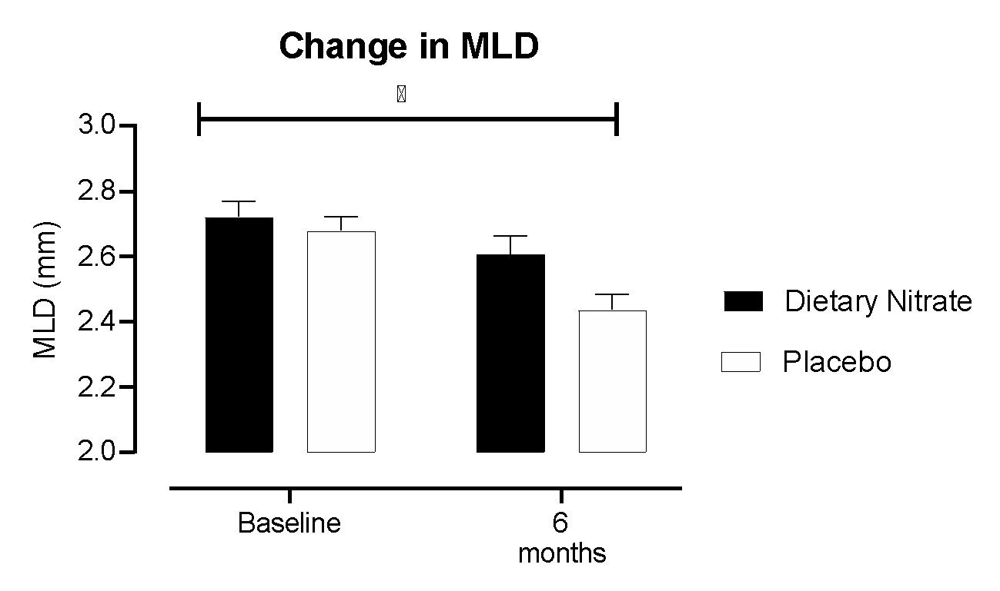 Change in MLD
3.0
2.8
2.6
2.4
2.2
2.0
MLD (mm)
Baseline
6
months
Dietary Nitrate
Placebo